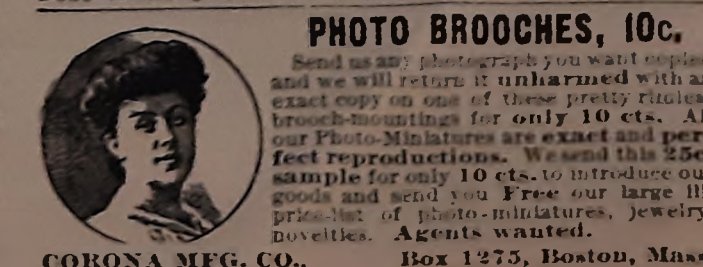 PHOTO BROOCHES, 10c.
Send us any photograph you want copied
and we will return it unharmed with an
exact copy on one of these pretty rimless
brooch-mountings for only 10 cts. Al
our Photo-Miniatures are exact and per
fect reproductions. We send this 25c
sample for only 10 cts. to introduce ou
goods and send you Free our large ill
price-list of photo-miniatures, jewelry
novelties. Agents wanted.
CORONA MFG. CO., Box 1275, Boston, Mass